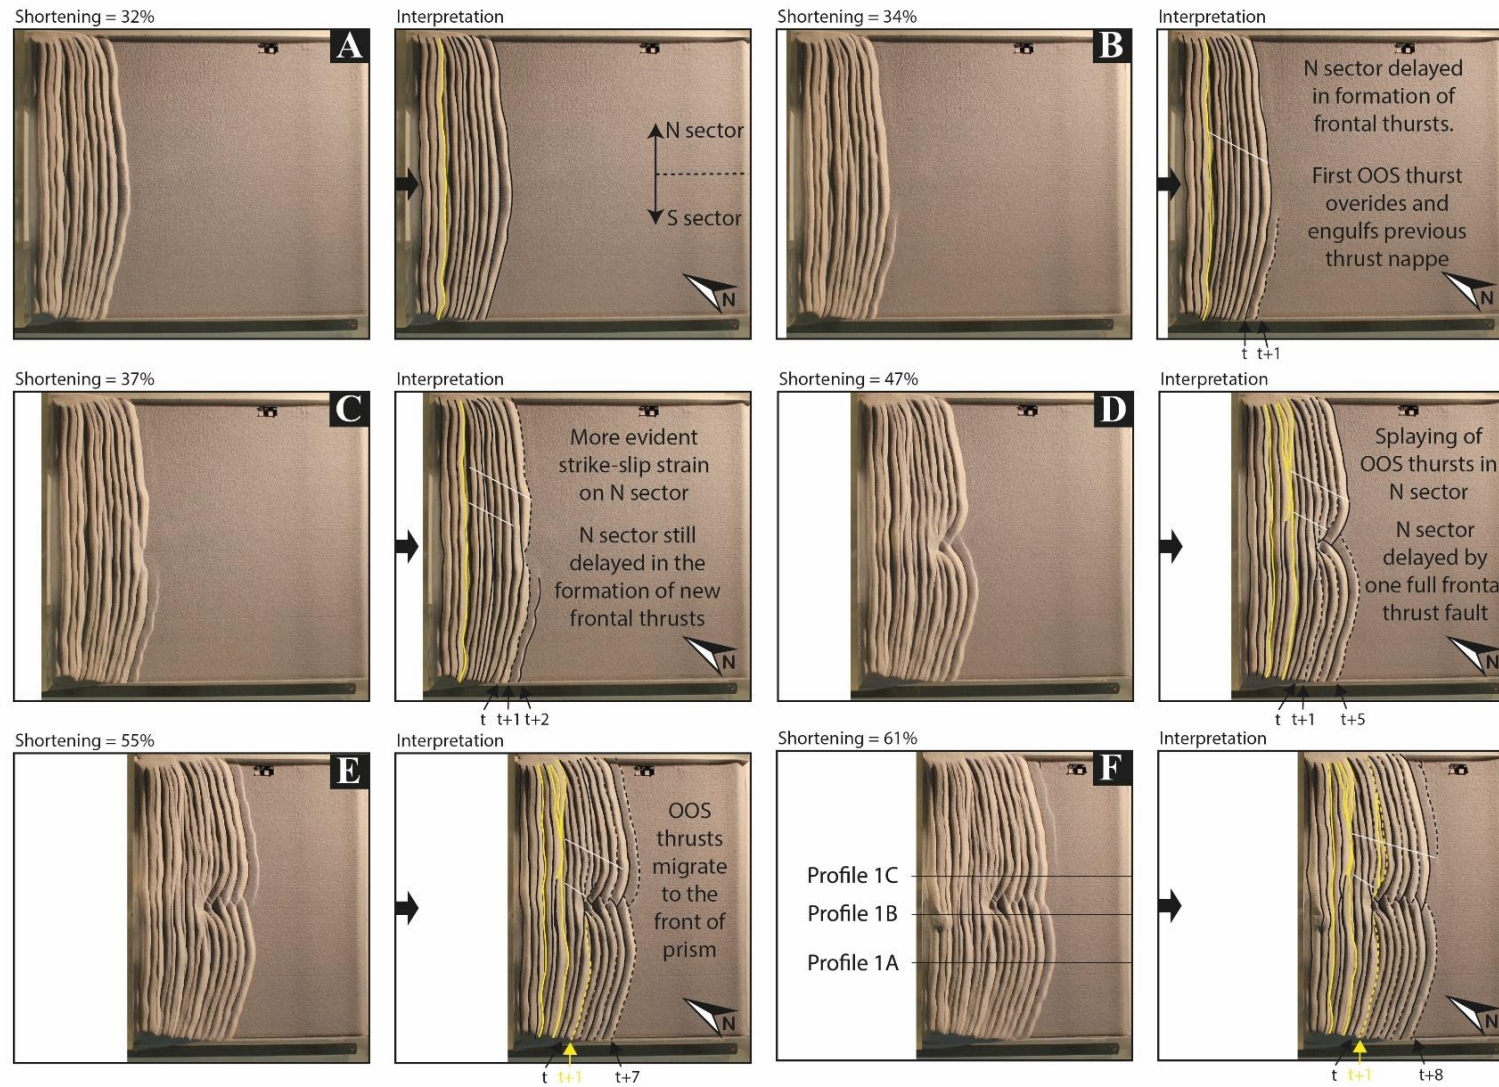 Shortening = 32%
Interpretation
A
N sector
S sector
N
Shortening = 34%
Interpretation
B
N sector delayed
in formation of
frontal thursts.
First OOS thurst
overides and
engulfs previous
thrust nappe
N
t t+1
Shortening = 37%
Interpretation
C
More evident
strike-slip strain
on N sector
N sector still
delayed in the
formation of new
frontal thrusts
N
t t+1 t+2
Shortening = 47%
Interpretation
D
Splaying of
OOS thursts in
N sector
N sector
delayed by
one full fronta
thrust fault
N
t t+1 t+5
Shortening = 55%
Interpretation
E
OOS
thrusts
migrate
to the
front of
prism
N
t t+1 t+7
Shortening = 61%
Interpretation
F
Profile 1C
Profile 1B
Profile 1A
N
t t+1 t+8